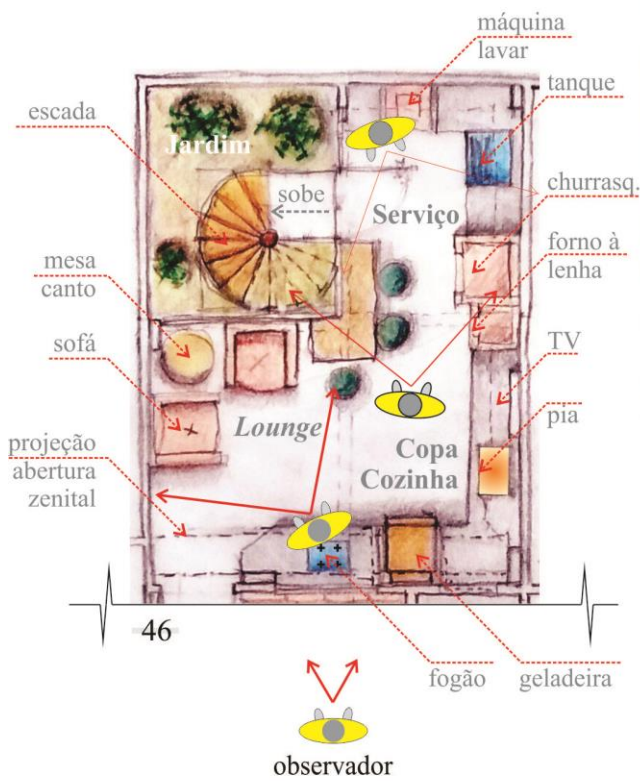 máquina
lavar
escada
tanque
Jardim
sobe
churrasq.
Serviço
forno à
lenha
mesa
canto
sofá
TV
pia
Lounge
projeção
abertura
zenital
Copa
Cozinha
46
fogão
geladeira
observador